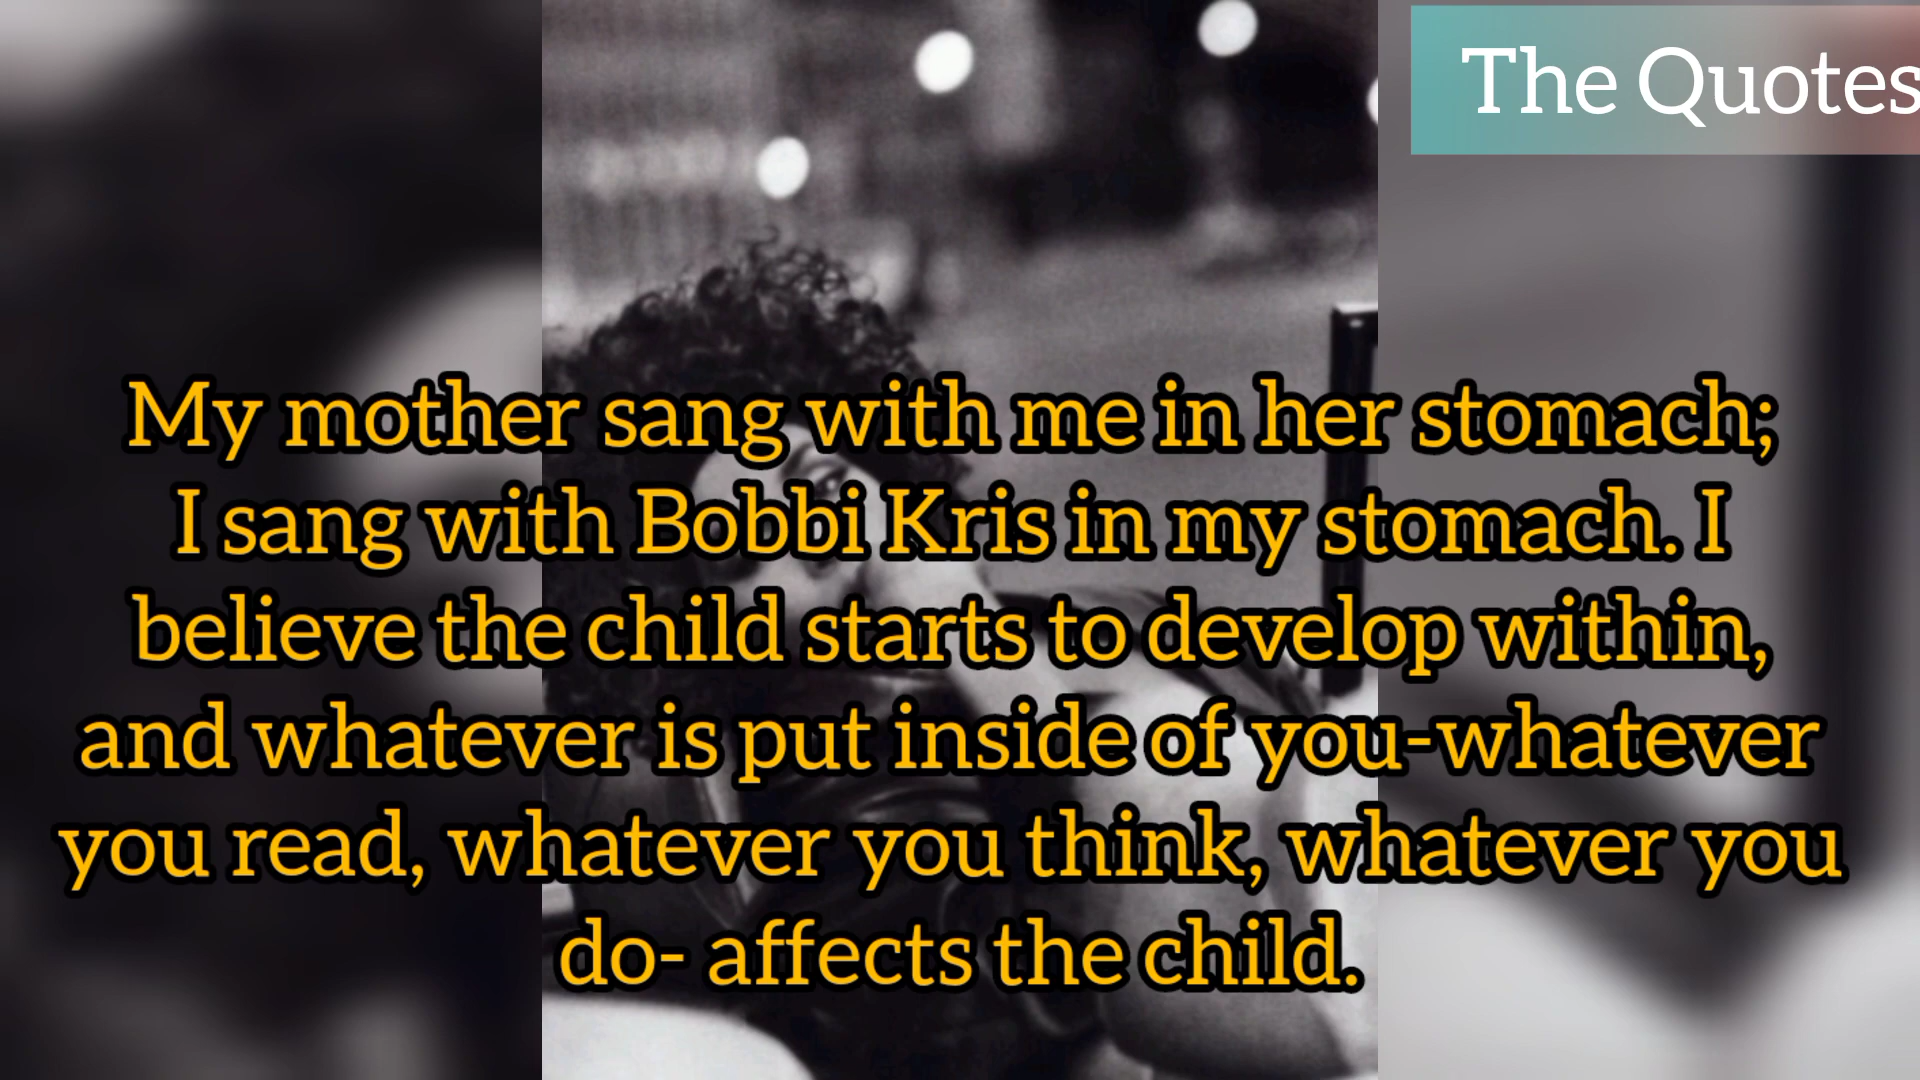 The Quotes
My mother sang with me in her stomach;
I sang with Bobbi Kris in my stomach. I
believe the child starts to develop within,
and whatever is put inside of you-whatever
you read, whatever you think, whatever you
do- affects the child.